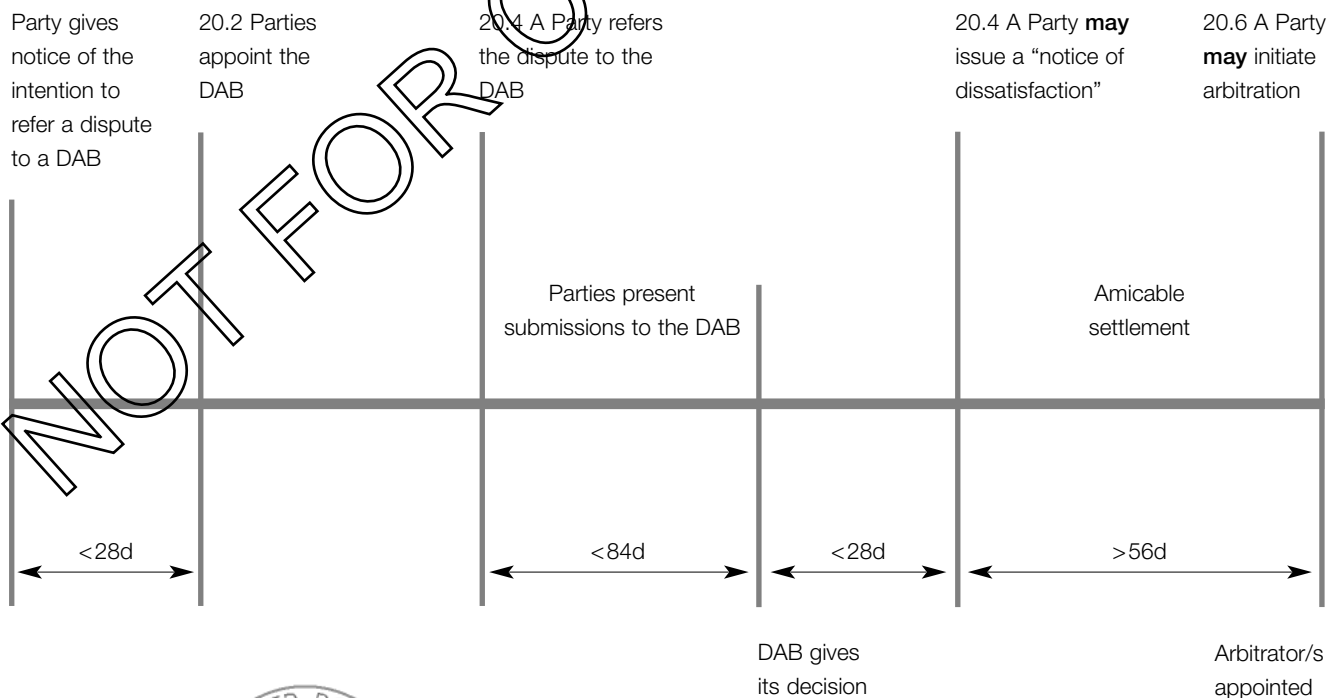 Party gives
notice of the
intention to
refer a dispute
to a DAB
20.2 Parties
appoint the
DAB
20.4 A Party refers
the dispute to the
DAB
20.4 A Party may
issue a “notice of
dissatisfaction”
20.6 A Party
may initiate
arbitration
NOT FOR
Parties present
submissions to the DAB
Amicable
settlement
<28d
<84d
<28d
>56d
DAB gives
its decision
Arbitrator/s
appointed